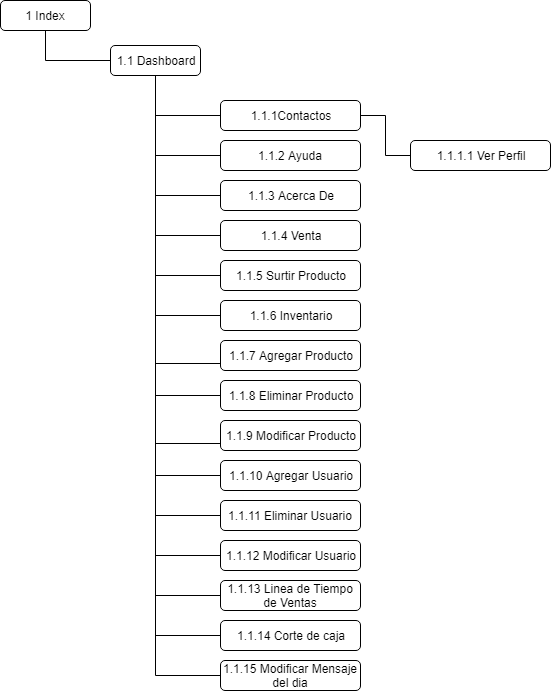 1 Index
1.1 Dashboard
1.1.1Contactos
1.1.1.1 Ver Perfil
1.1.2 Ayuda
1.1.3 Acerca De
1.1.4 Venta
1.1.5 Surtir Producto
1.1.6 Inventario
1.1.7 Agregar Producto
1.1.8 Eliminar Producto
1.1.9 Modificar Producto
1.1.10 Agregar Usuario
1.1.11 Eliminar Usuario
1.1.12 Modificar Usuario
1.1.13 Linea de Tiempo
de Ventas
1.1.14 Corte de caja
1.1.15 Modificar Mensaje
del dia